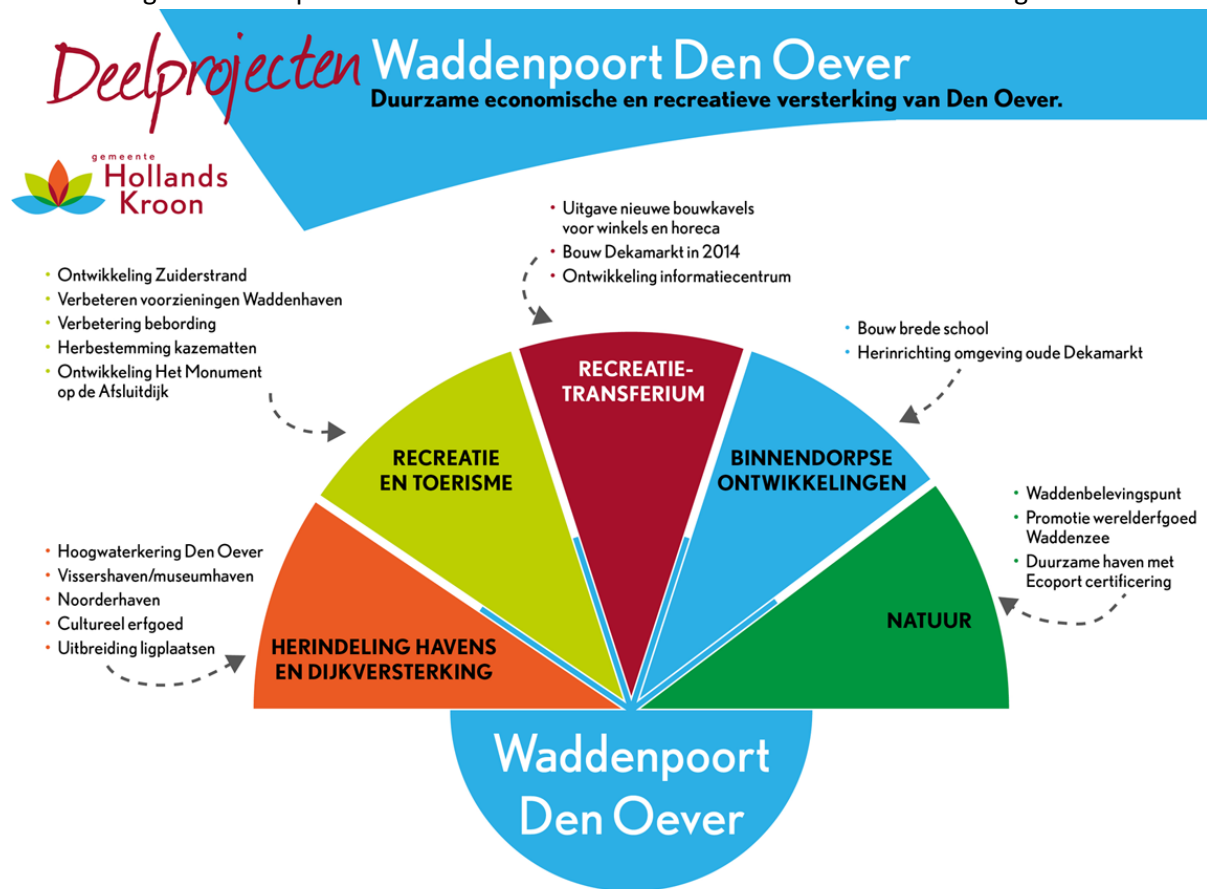 Deelprojecten
Waddenpoort Den Oever
Duurzame economische en recreatieve versterking van Den Oever.
gemeente
Hollands
Kroon
• Uitgave nieuwe bouwkavels
voor winkels en horeca
• Bouw Dekamarkt in 2014
• Ontwikkeling informatiecentrum
• Ontwikkeling Zuiderstrand
• Verbeteren voorzieningen Waddenhaven
• Verbetering bebording
• Herbestemming kazematten
• Ontwikkeling Het Monument
op de Afsluitdijk
• Bouw brede school
• Herinrichting omgeving oude Dekamarkt
RECREATIE-
TRANSFERIUM
RECREATIE
EN TOERISME
BINNENDORPSE
ONTWIKKELINGEN
• Waddenbelevingspunt
• Promotie werelderfgoed
Waddenzee
• Duurzame haven met
Ecoport certificering
• Hoogwaterkering Den Oever
• Vissershaven/museumhaven
• Noorderhaven
• Cultureel erfgoed
• Uitbreiding ligplaatsen
HERINDELING HAVENS
EN DIJKVERSTERKING
NATUUR
Waddenpoort
Den Oever